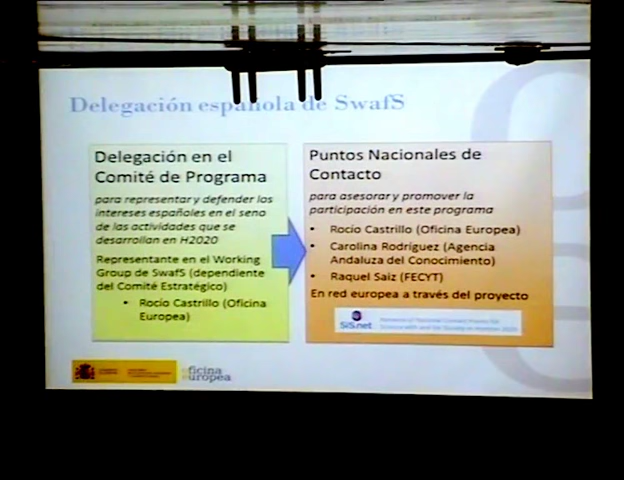 Delegación española de SwafS
Delegación en el
Comité de Programa
para representar y defender los
intereses españoles en el seno
de las actividades que se
desarrollan en H2020
Representante en el Working
Group de SwafS (dependiente
del Comité Estratégico)
• Rocío Castrillo (Oficina
Europea)
Puntos Nacionales de
Contacto
para asesorar y promover la
participación en este programa
• Rocío Castrillo (Oficina Europea)
• Carolina Rodríguez (Agencia
Andaluza del Conocimiento)
• Raquel Saiz (FECYT)
En red europea a través del proyecto
SiS.net
oficina
europea